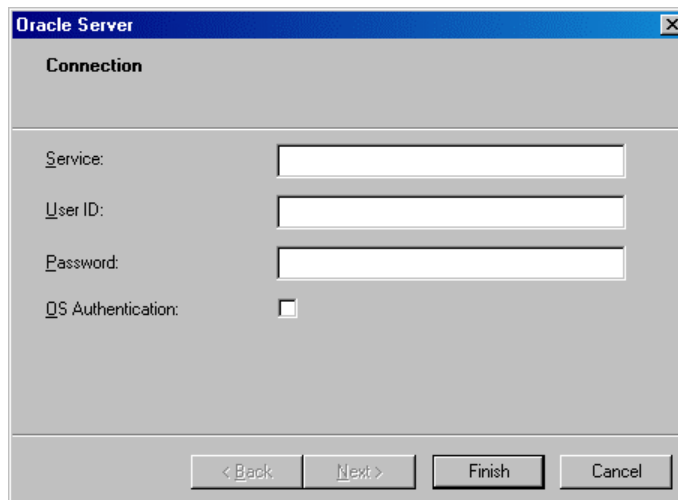 Oracle Server
Connection
Service:
User ID:
Password:
OS Authentication:
< Back Next > Finish Cancel